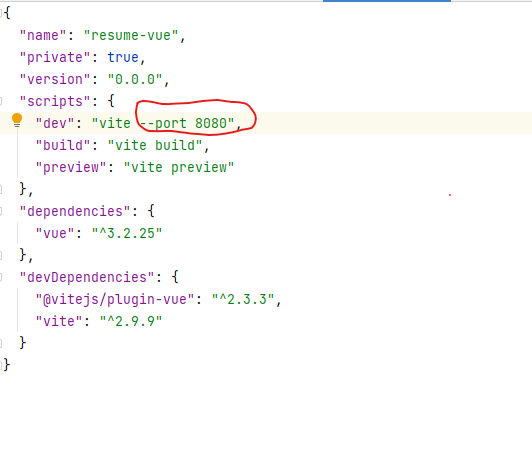 {
"name": "resume-vue",
"private": true,
"version": "0.0.0",
"scripts": {
"dev": "vite --port 8080",
"build": "vite build",
"preview": "vite preview"
},
"dependencies": {
"vue": "^3.2.25"
},
"devDependencies": {
"@vitejs/plugin-vue": "^2.3.3",
"vite": "^2.9.9"
}
}